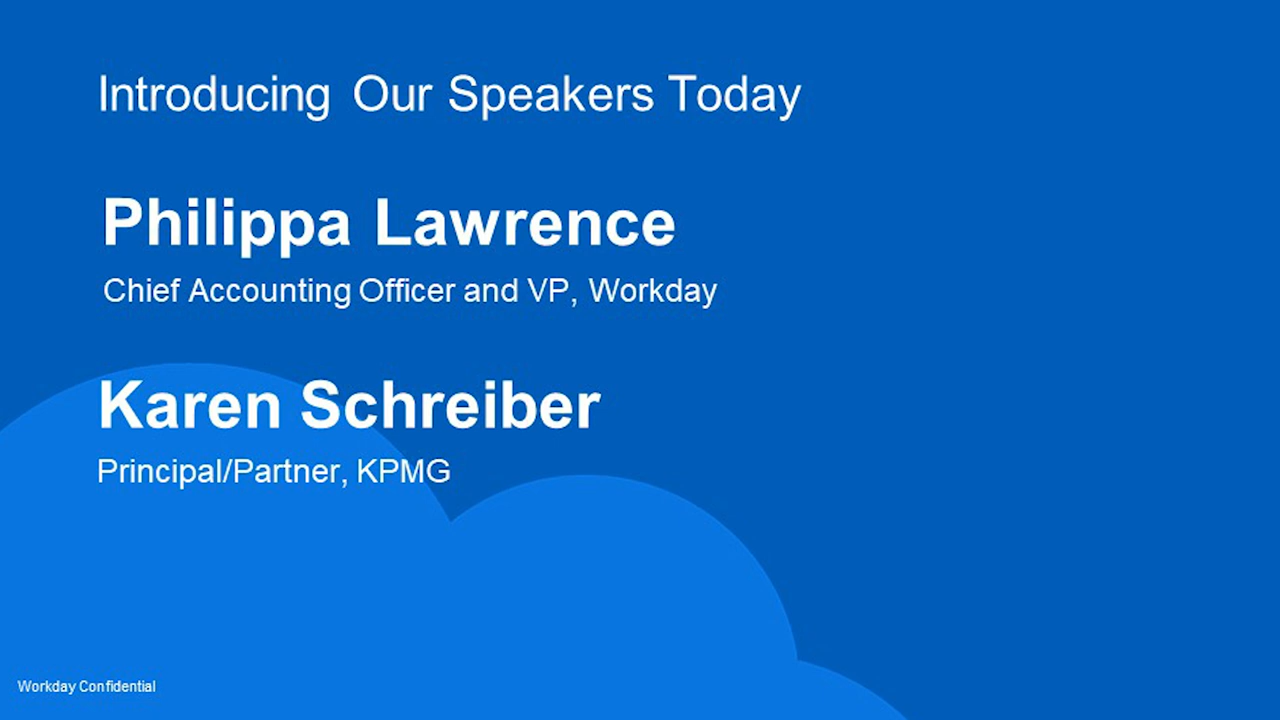 Introducing Our Speakers Today
Philippa Lawrence
Chief Accounting Officer and VP, Workday
Karen Schreiber
Principal/Partner, KPMG
Workday Confidential